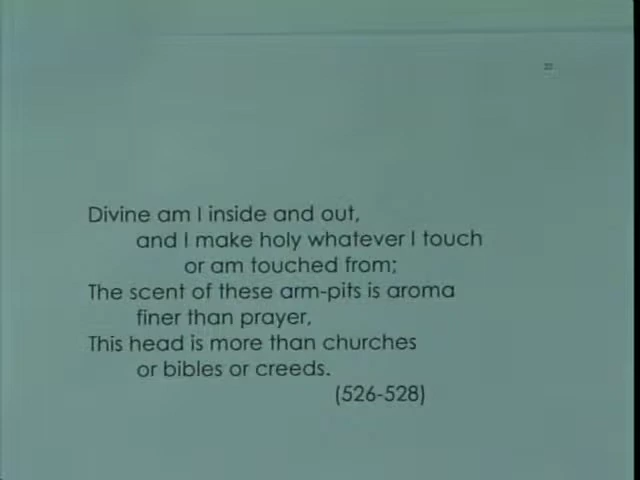 Divine am I inside and out,
and I make holy whatever I touch
or am touched from;
The scent of these arm-pits is aroma
finer than prayer,
This head is more than churches
or bibles or creeds.
(526-528)